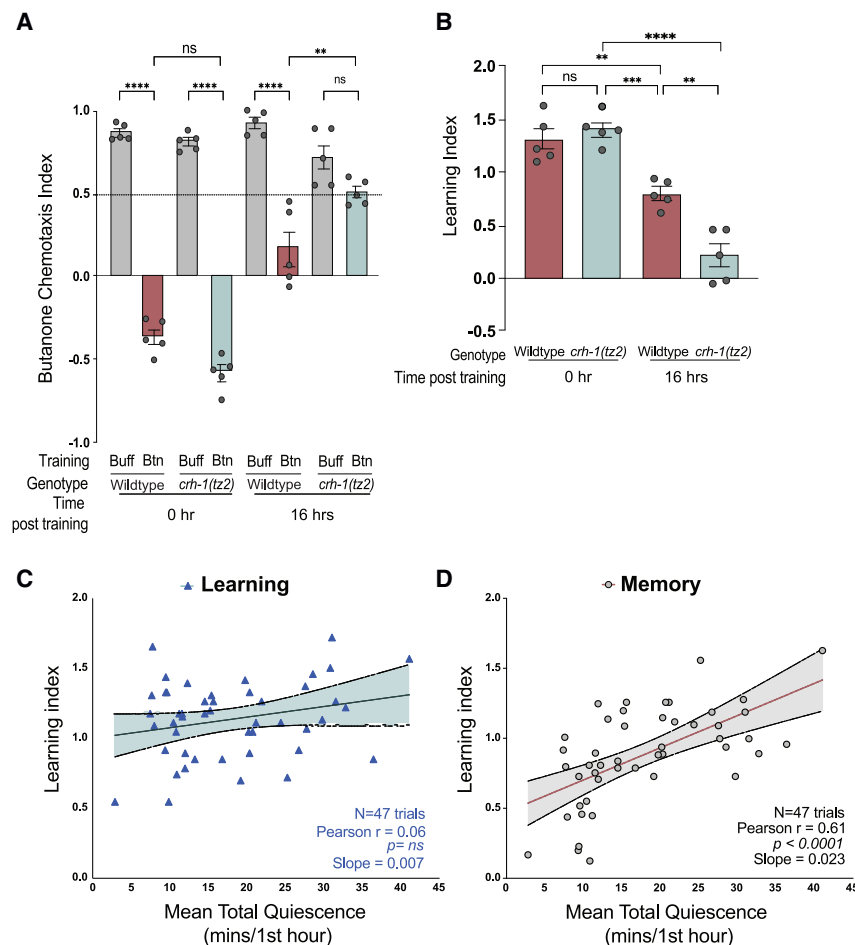 A
ns
**
**** **** **** ns
Butanone Chemotaxis Index
1.0
0.5
0.0
-0.5
-1.0
Training Buff Btn Buff Btn Buff Btn Buff Btn
Genotype Wildtype crh-1(tz2) Wildtype crh-1(tz2)
Time
post training 0 hr 16 hrs
B
****
**
ns *** **
Learning Index
2.0
1.5
1.0
0.5
0.0
-0.5
Genotype Wildtype crh-1(tz2) Wildtype crh-1(tz2)
Time post training 0 hr 16 hrs
C
Learning
Learning index
2.0
1.5
1.0
0.5
0.0
N=47 trials
Pearson r = 0.06
p= ns
Slope = 0.007
0 5 10 15 20 25 30 35 40 45
Mean Total Quiescence
(mins/1st hour)
D
Memory
Learning index
2.0
1.5
1.0
0.5
0.0
N=47 trials
Pearson r = 0.61
p < 0.0001
Slope = 0.023
0 5 10 15 20 25 30 35 40 45
Mean Total Quiescence
(mins/1st hour)